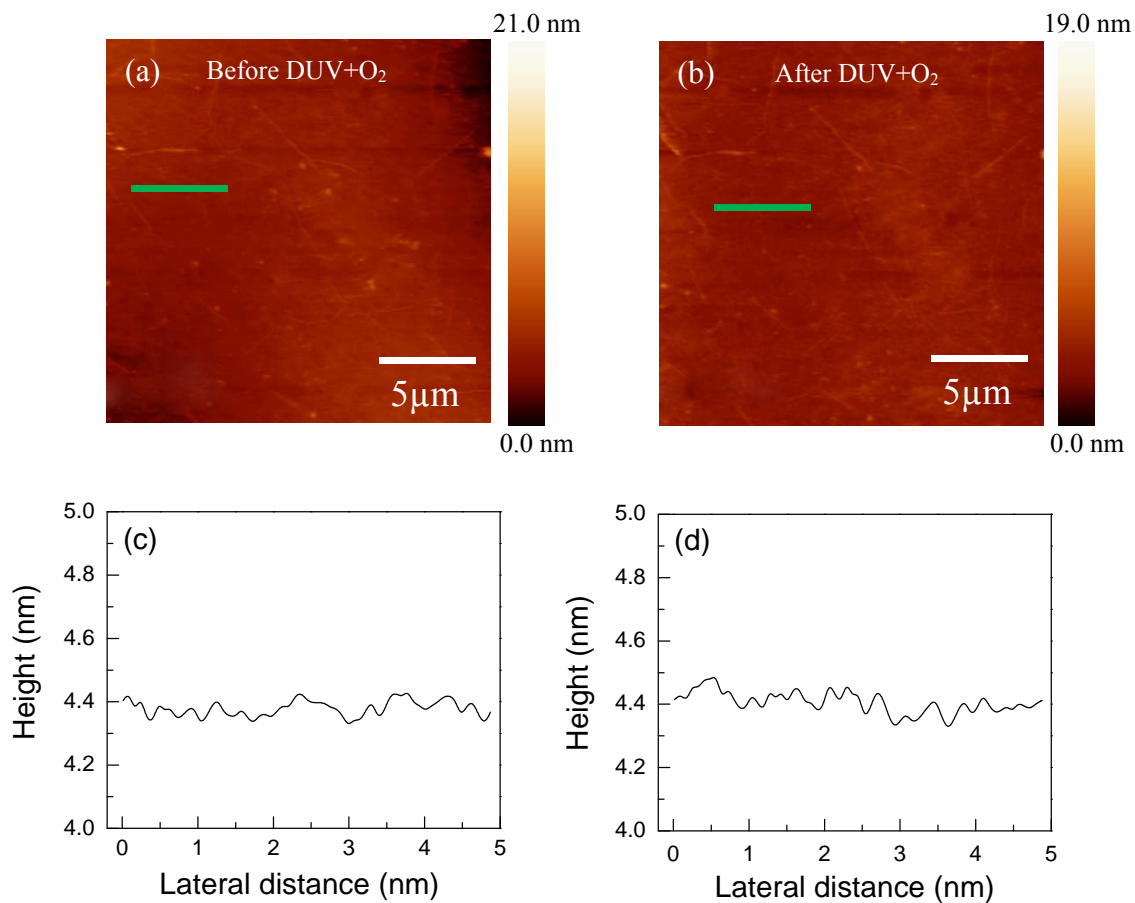 21.0 nm
(a)
Before DUV+O₂
5µm
0.0 nm
19.0 nm
(b)
After DUV+O₂
5µm
0.0 nm
(c)
5.0
4.8
4.6
4.4
4.2
4.0
Height (nm)
0 1 2 3 4 5
Lateral distance (nm)
(d)
5.0
4.8
4.6
4.4
4.2
4.0
Height (nm)
0 1 2 3 4 5
Lateral distance (nm)